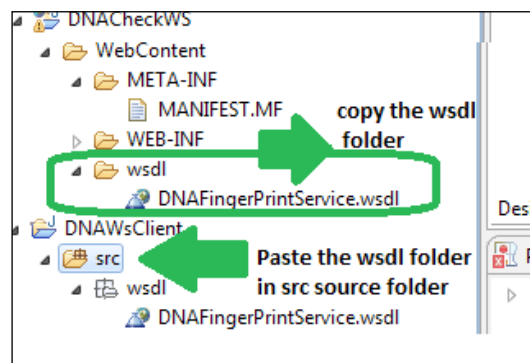 DNACheckWS
WebContent
META-INF
MANIFEST.MF
copy the wsdl
folder
WEB-INF
wsdl
DNAFingerPrintService.wsdl
Des
DNAWsClient
src
Paste the wsdl folder
in src source folder
wsdl
DNAFingerPrintService.wsdl